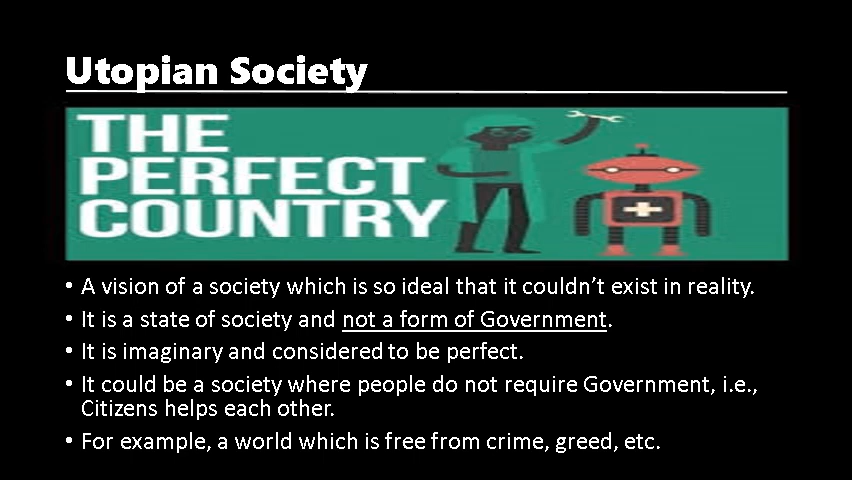 Utopian Society
THE
PERFECT
COUNTRY
• A vision of a society which is so ideal that it couldn’t exist in reality.
• It is a state of society and not a form of Government.
• It is imaginary and considered to be perfect.
• It could be a society where people do not require Government, i.e.,
Citizens helps each other.
• For example, a world which is free from crime, greed, etc.